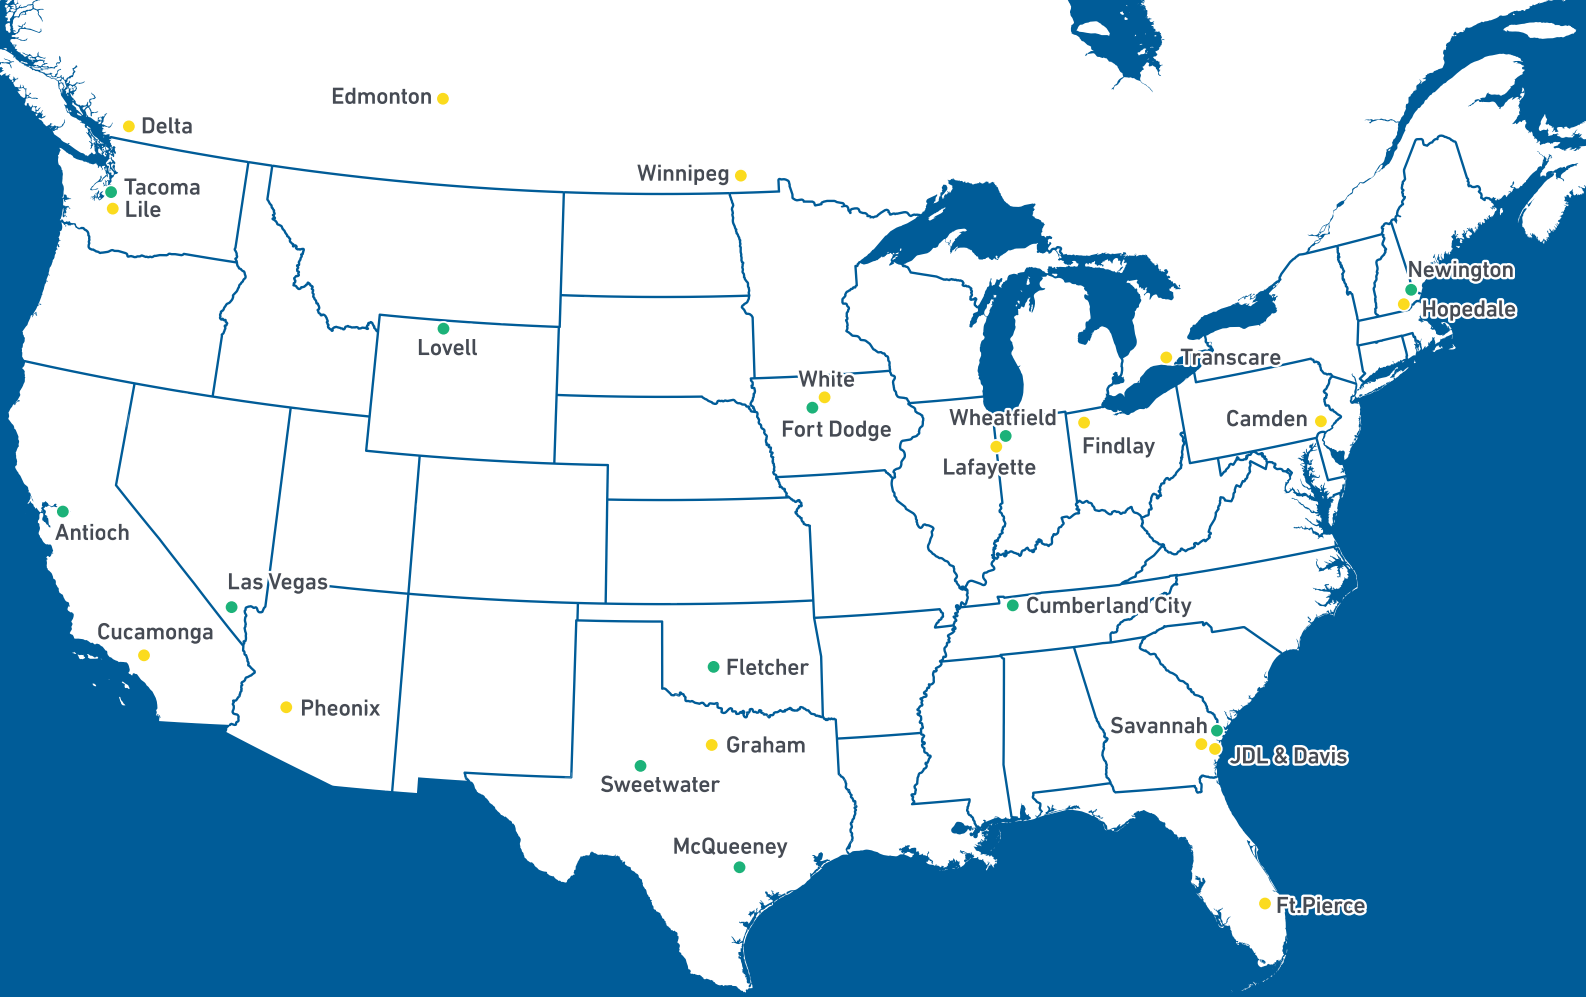 Edmonton
Delta
Winnipeg
Tacoma
Lile
Newington
Hopedale
Lovell
Transcare
White
Fort Dodge
Wheatfield
Lafayette
Findlay
Camden
Antioch
Las Vegas
Cumberland City
Cucamonga
Fletcher
Pheonix
Savannah
JDL & Davis
Graham
Sweetwater
McQueeney
Ft.Pierce